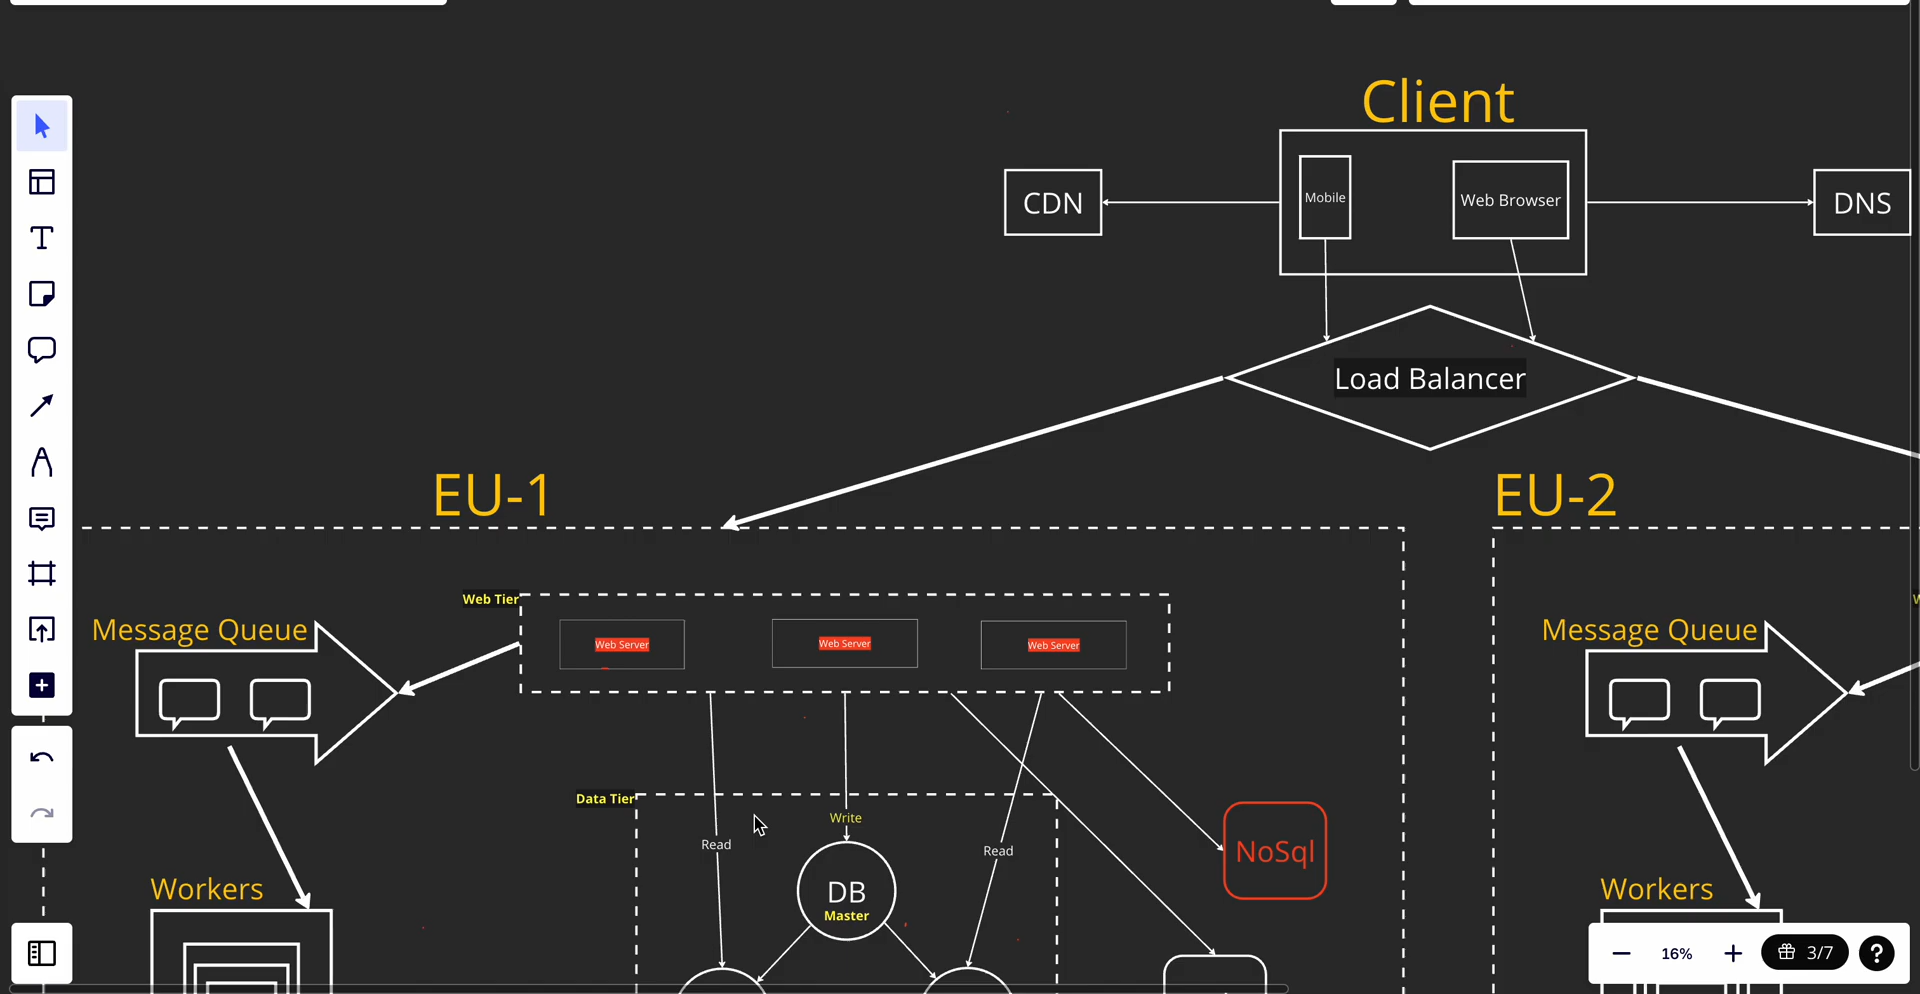 Client
CDN
Mobile
Web Browser
DNS
Load Balancer
EU-1
EU-2
Web Tier
Message Queue
Web Server
Web Server
Web Server
Message Queue
Data Tier
Write
Read
Read
NoSql
DB
Master
Workers
Workers
16%
3/7
?